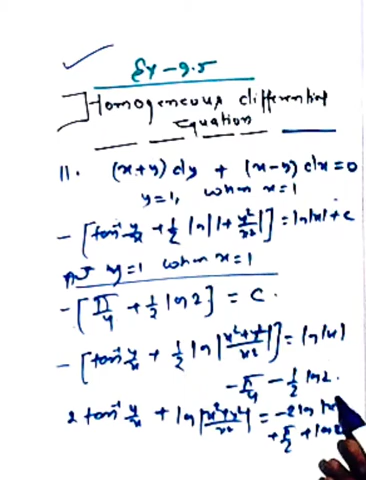 Ex-9.5
Homogeneous differential
Equation
11. (x+y) dy + (x-y) dx=0
y=1, when x=1
- [tan⁻¹ y/x + 1/2 ln|1+ y²/x²|] = ln|x| + c
Put y=1 when x=1
- [π/4 + 1/2 ln 2] = C.
- [tan⁻¹ y/x + 1/2 ln|x²+y²/x²|] = ln|x|
- π/4 - 1/2 ln 2.
2 tan⁻¹ y/x + ln|x²+y²/x²| = -2 ln |x|
+ π/2 + ln 2